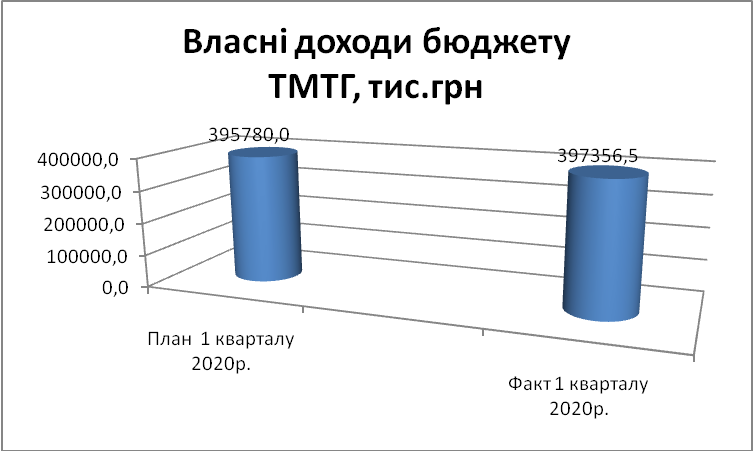 Власні доходи бюджету
ТМТГ, тис.грн
395780,0
397356,5
400000,0
300000,0
200000,0
100000,0
0,0
План 1 кварталу
2020р.
Факт 1 кварталу
2020р.